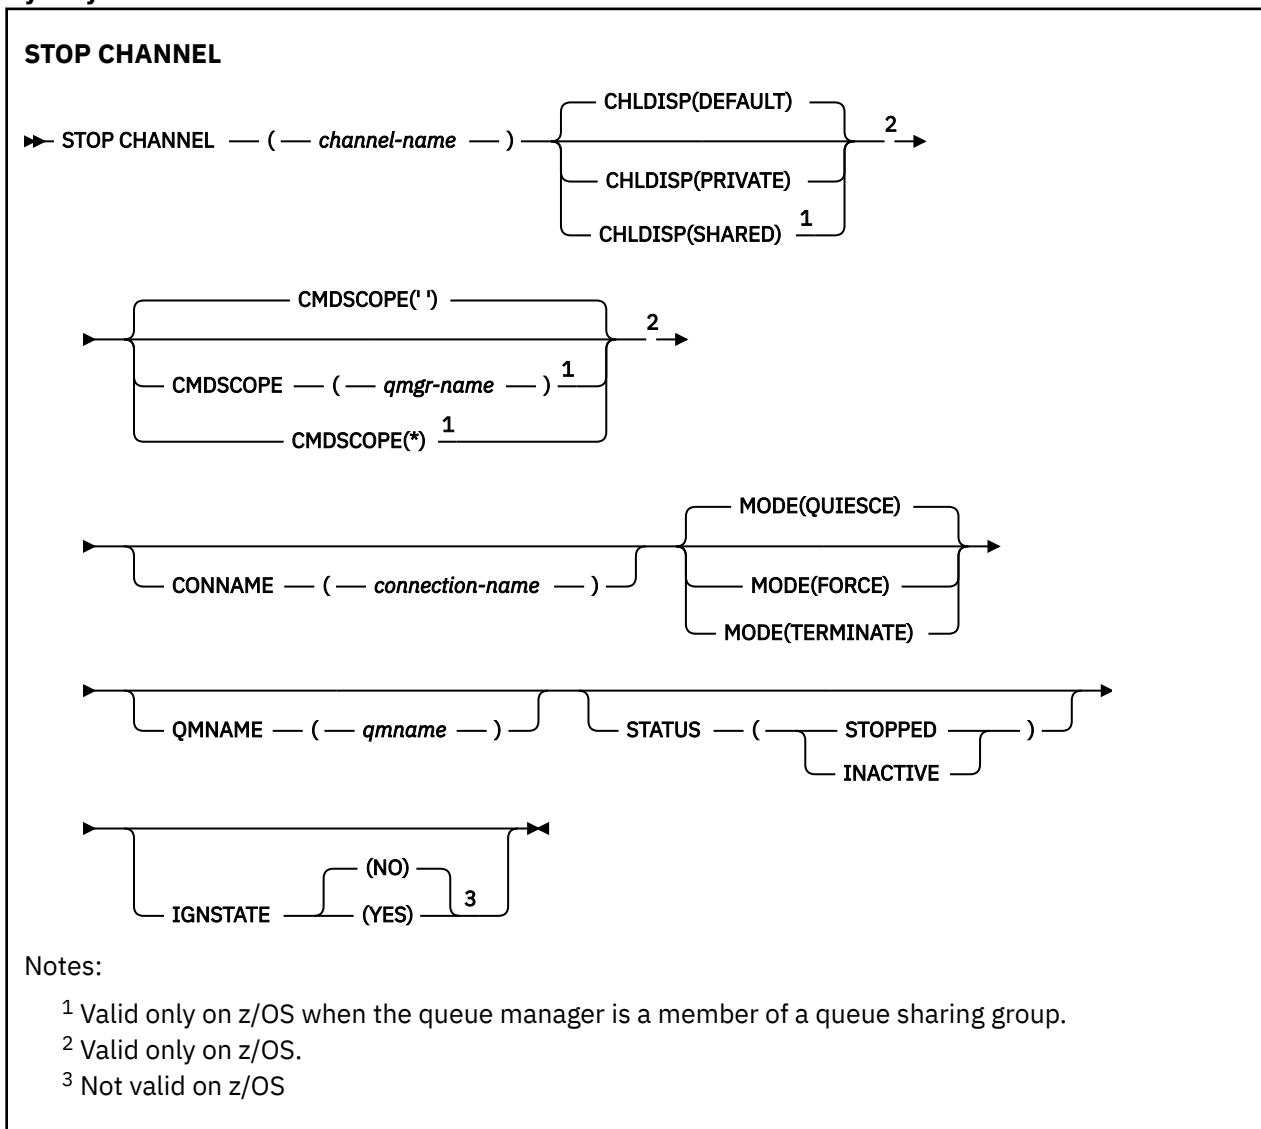 STOP CHANNEL
CHLDISP(DEFAULT)
STOP CHANNEL ( channel-name ) 2
CHLDISP(PRIVATE)
CHLDISP(SHARED) 1
CMDSCOPE(' ')
2
CMDSCOPE ( qmgr-name ) 1
CMDSCOPE(*) 1
MODE(QUIESCE)
CONNAME ( connection-name ) MODE(FORCE)
MODE(TERMINATE)
QMNAME ( qmname ) STATUS ( STOPPED )
INACTIVE
(NO)
IGNSTATE (YES) 3
Notes:
1 Valid only on z/OS when the queue manager is a member of a queue sharing group.
2 Valid only on z/OS.
3 Not valid on z/OS